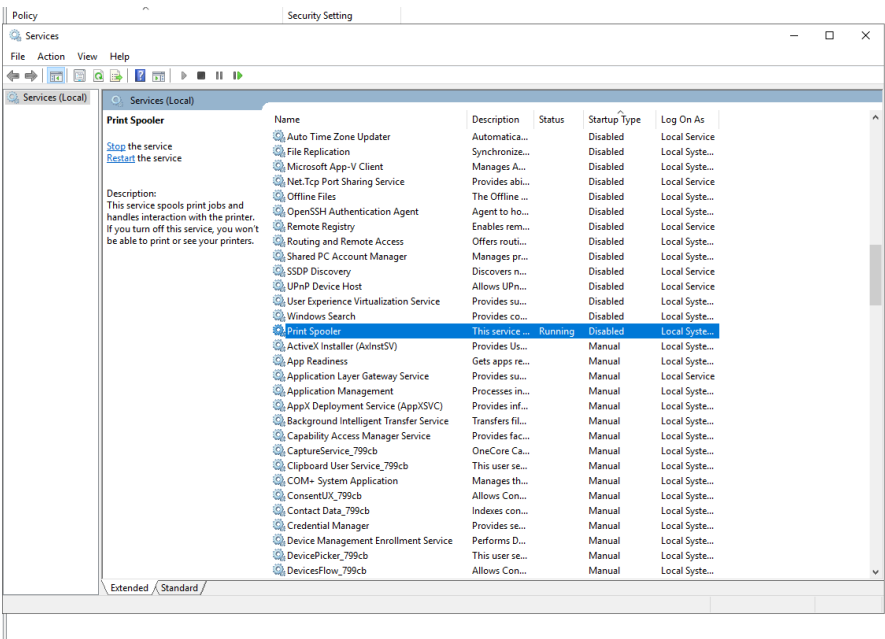 Policy Security Setting
Services
File Action View Help
Services (Local)
Services (Local)
Print Spooler
Stop the service
Restart the service
Description:
This service spools print jobs and
handles interaction with the printer.
If you turn off this service, you won't
be able to print or see your printers.
Name Description Status Startup Type Log On As
Auto Time Zone Updater Automatica... Disabled Local Service
File Replication Synchronize... Disabled Local Syste...
Microsoft App-V Client Manages A... Disabled Local Syste...
Net.Tcp Port Sharing Service Provides abi... Disabled Local Service
Offline Files The Offline ... Disabled Local Syste...
OpenSSH Authentication Agent Agent to ho... Disabled Local Syste...
Remote Registry Enables rem... Disabled Local Service
Routing and Remote Access Offers routi... Disabled Local Syste...
Shared PC Account Manager Manages pr... Disabled Local Syste...
SSDP Discovery Discovers n... Disabled Local Service
UPnP Device Host Allows UPn... Disabled Local Service
User Experience Virtualization Service Provides su... Disabled Local Syste...
Windows Search Provides co... Disabled Local Syste...
Print Spooler This service ... Running Disabled Local Syste...
ActiveX Installer (AxInstSV) Provides Us... Manual Local Syste...
App Readiness Gets apps re... Manual Local Syste...
Application Layer Gateway Service Provides su... Manual Local Service
Application Management Processes in... Manual Local Syste...
AppX Deployment Service (AppXSVC) Provides inf... Manual Local Syste...
Background Intelligent Transfer Service Transfers fil... Manual Local Syste...
Capability Access Manager Service Provides fac... Manual Local Syste...
CaptureService_799cb OneCore Ca... Manual Local Syste...
Clipboard User Service_799cb This user se... Manual Local Syste...
COM+ System Application Manages th... Manual Local Syste...
ConsentUX_799cb Allows Con... Manual Local Syste...
Contact Data_799cb Indexes con... Manual Local Syste...
Credential Manager Provides se... Manual Local Syste...
Device Management Enrollment Service Performs D... Manual Local Syste...
DevicePicker_799cb This user se... Manual Local Syste...
DevicesFlow_799cb Allows Con... Manual Local Syste...
Extended Standard